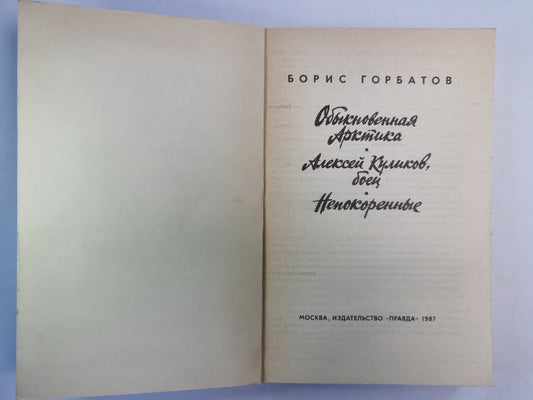 БОРИС ГОРБАТОВ
Обыкновенная
Арктика
Алексей Куликов,
боец
Непокоренные
МОСКВА, ИЗДАТЕЛЬСТВО «ПРАВДА» 1987